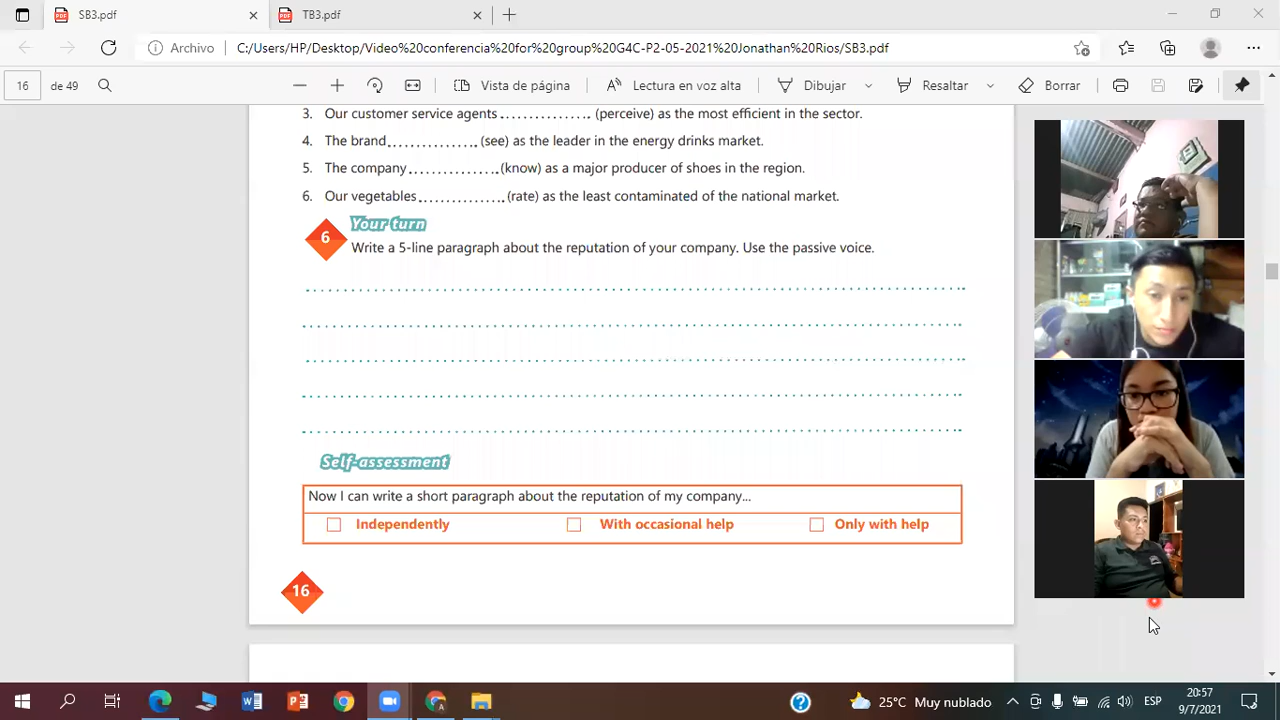 SB3.pdf
TB3.pdf
Archivo
C:/Users/HP/Desktop/Video%20conferencia%20for%20group%20G4C-P2-05-2021%20Jonathan%20Rios/SB3.pdf
16
de 49
Vista de página
Lectura en voz alta
Dibujar
Resaltar
Borrar
3. Our customer service agents .............. (perceive) as the most efficient in the sector.
4. The brand .............. (see) as the leader in the energy drinks market.
5. The company .............. (know) as a major producer of shoes in the region.
6. Our vegetables .............. (rate) as the least contaminated of the national market.
Your turn
6
Write a 5-line paragraph about the reputation of your company. Use the passive voice.
Self-assessment
Now I can write a short paragraph about the reputation of my company...
Independently
With occasional help
Only with help
16
25°C Muy nublado
ESP
20:57
9/7/2021